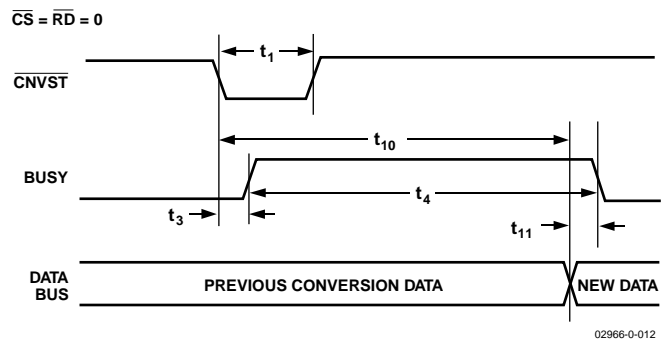 CS = RD = 0
t1
CNVST
t10
BUSY
t4
t3
t11
DATA
BUS
PREVIOUS CONVERSION DATA
NEW DATA
02966-0-012